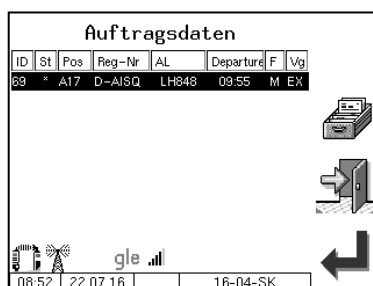 Auftragsdaten
ID St Pos Reg-Nr AL Departure F Vg
69 * A17 D-AISQ LH848 09:55 M EX
gle
08:52 22.07.16 16-04-SK